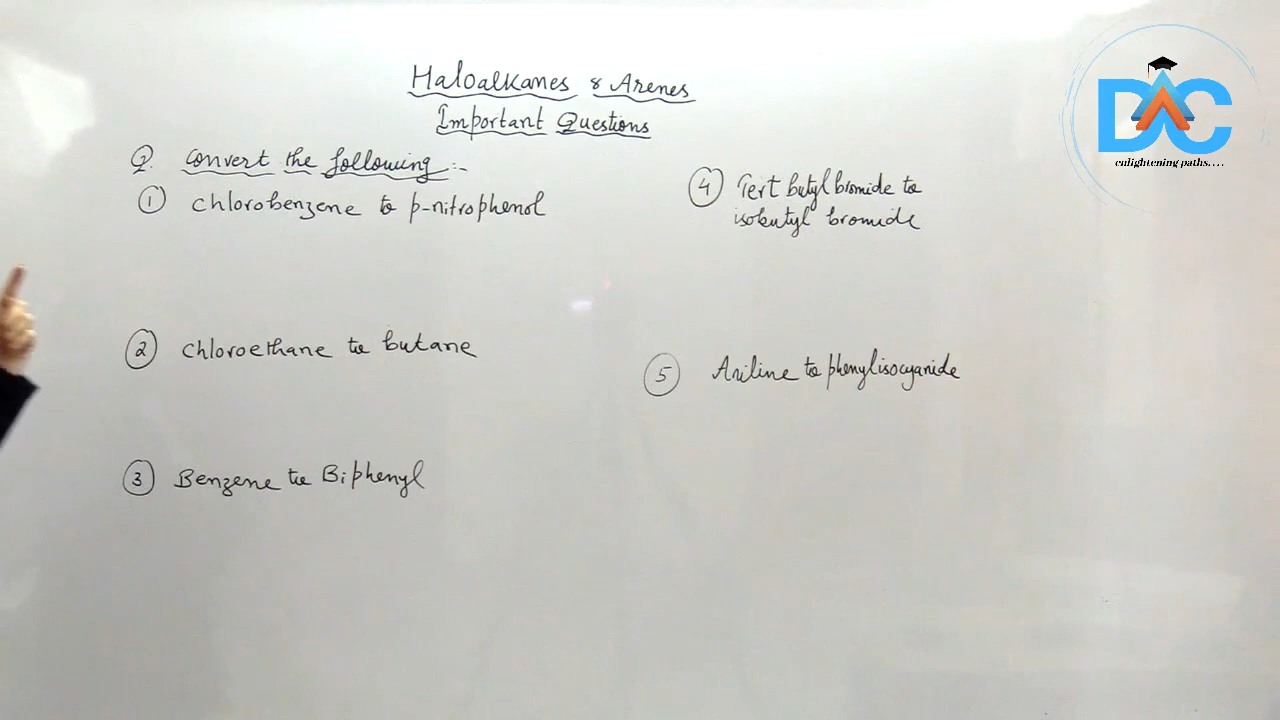 Haloalkanes & Arenes
Important Questions
Q. Convert the following :-
① chlorobenzene to p-nitrophenol
② chloroethane to butane
③ Benzene to Biphenyl
④ Tert butyl bromide to
isobutyl bromide
⑤ Aniline to phenylisocyanide
DAC
enlightening paths....